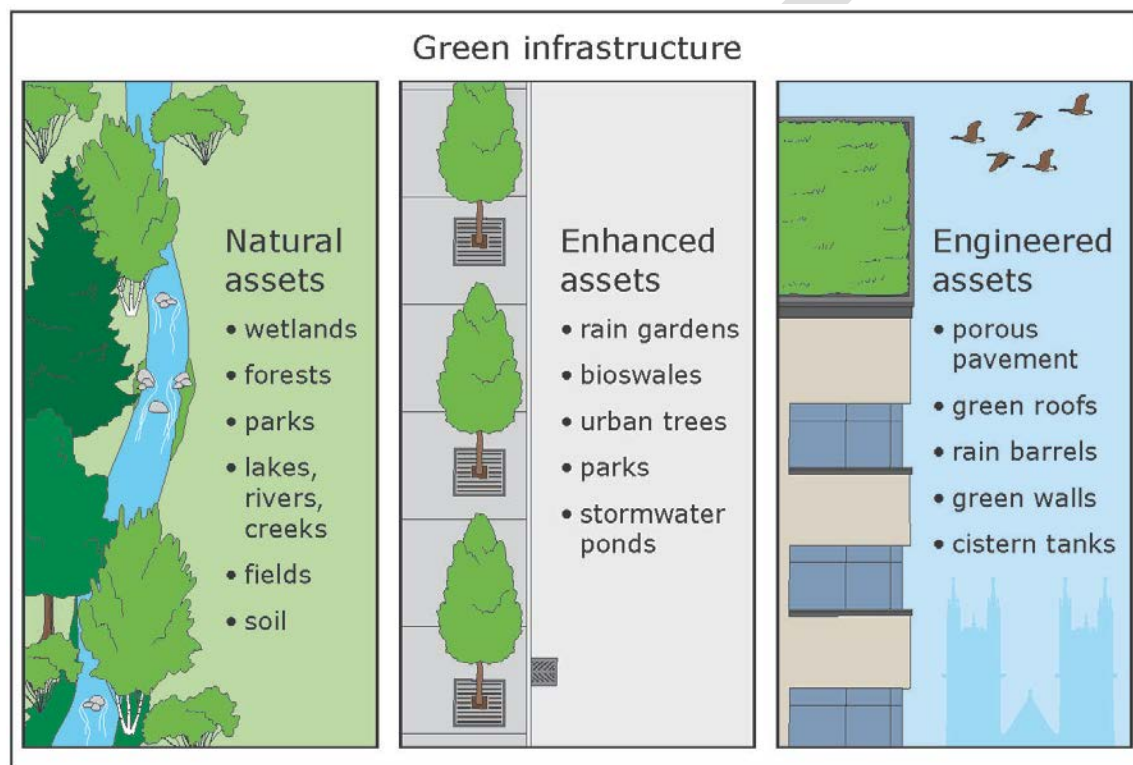 Green infrastructure
Natural
assets
• wetlands
• forests
• parks
• lakes,
rivers,
creeks
• fields
• soil
Enhanced
assets
• rain gardens
• bioswales
• urban trees
• parks
• stormwater
ponds
Engineered
assets
• porous
pavement
• green roofs
• rain barrels
• green walls
• cistern tanks